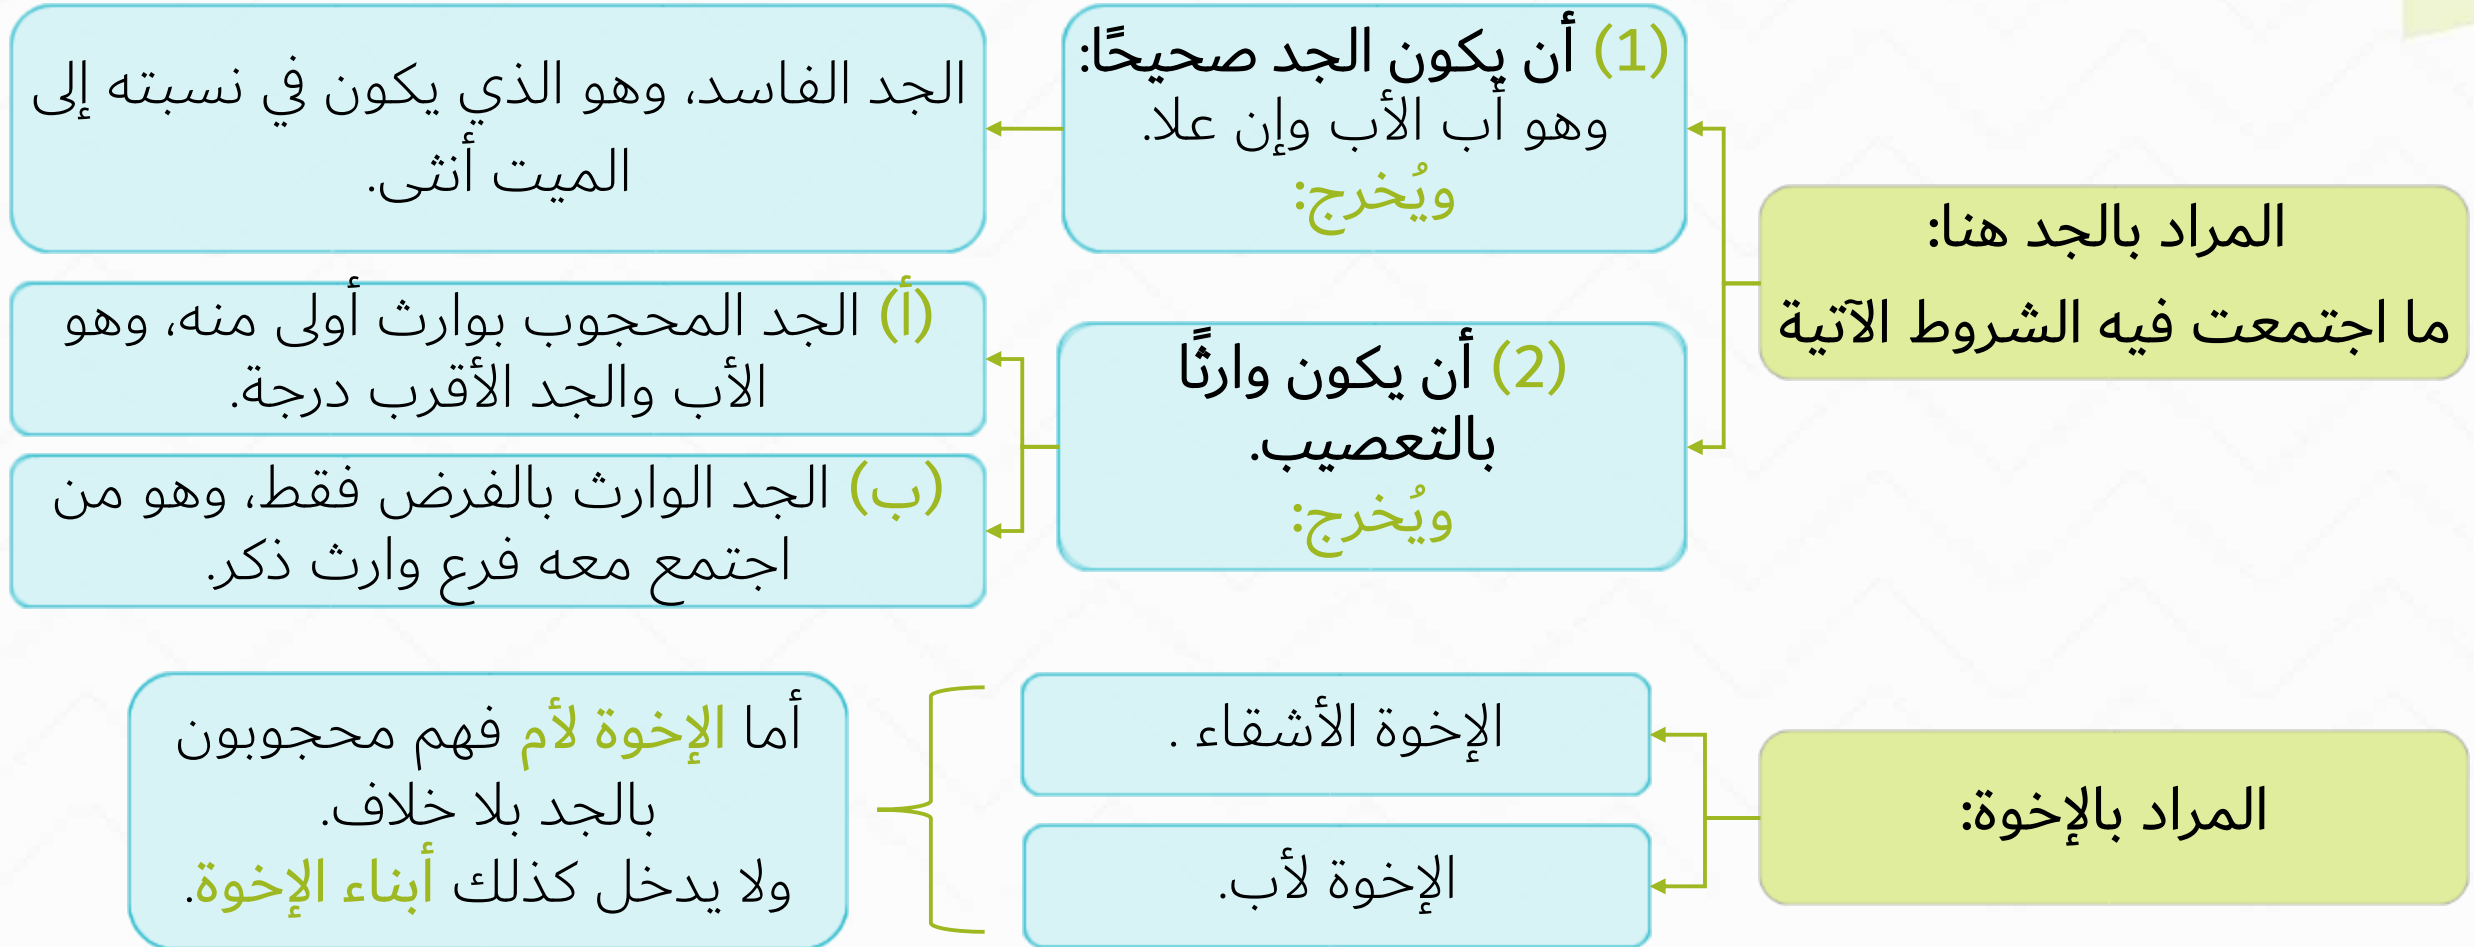 المراد بالجد هنا:
ما اجتمعت فيه الشروط الآتية
(1) أن يكون الجد صحيحًا:
وهو أب الأب وإن علا.
ويُخرج:
الجد الفاسد، وهو الذي يكون في نسبته إلى
الميت أنثى.
(2) أن يكون وارثًا
بالتعصيب.
ويُخرج:
(أ) الجد المحجوب بوارث أولى منه، وهو
الأب والجد الأقرب درجة.
(ب) الجد الوارث بالفرض فقط، وهو من
اجتمع معه فرع وارث ذكر.
المراد بالإخوة:
الإخوة الأشقاء .
الإخوة لأب.
أما الإخوة لأم فهم محجوبون
بالجد بلا خلاف.
ولا يدخل كذلك أبناء الإخوة.